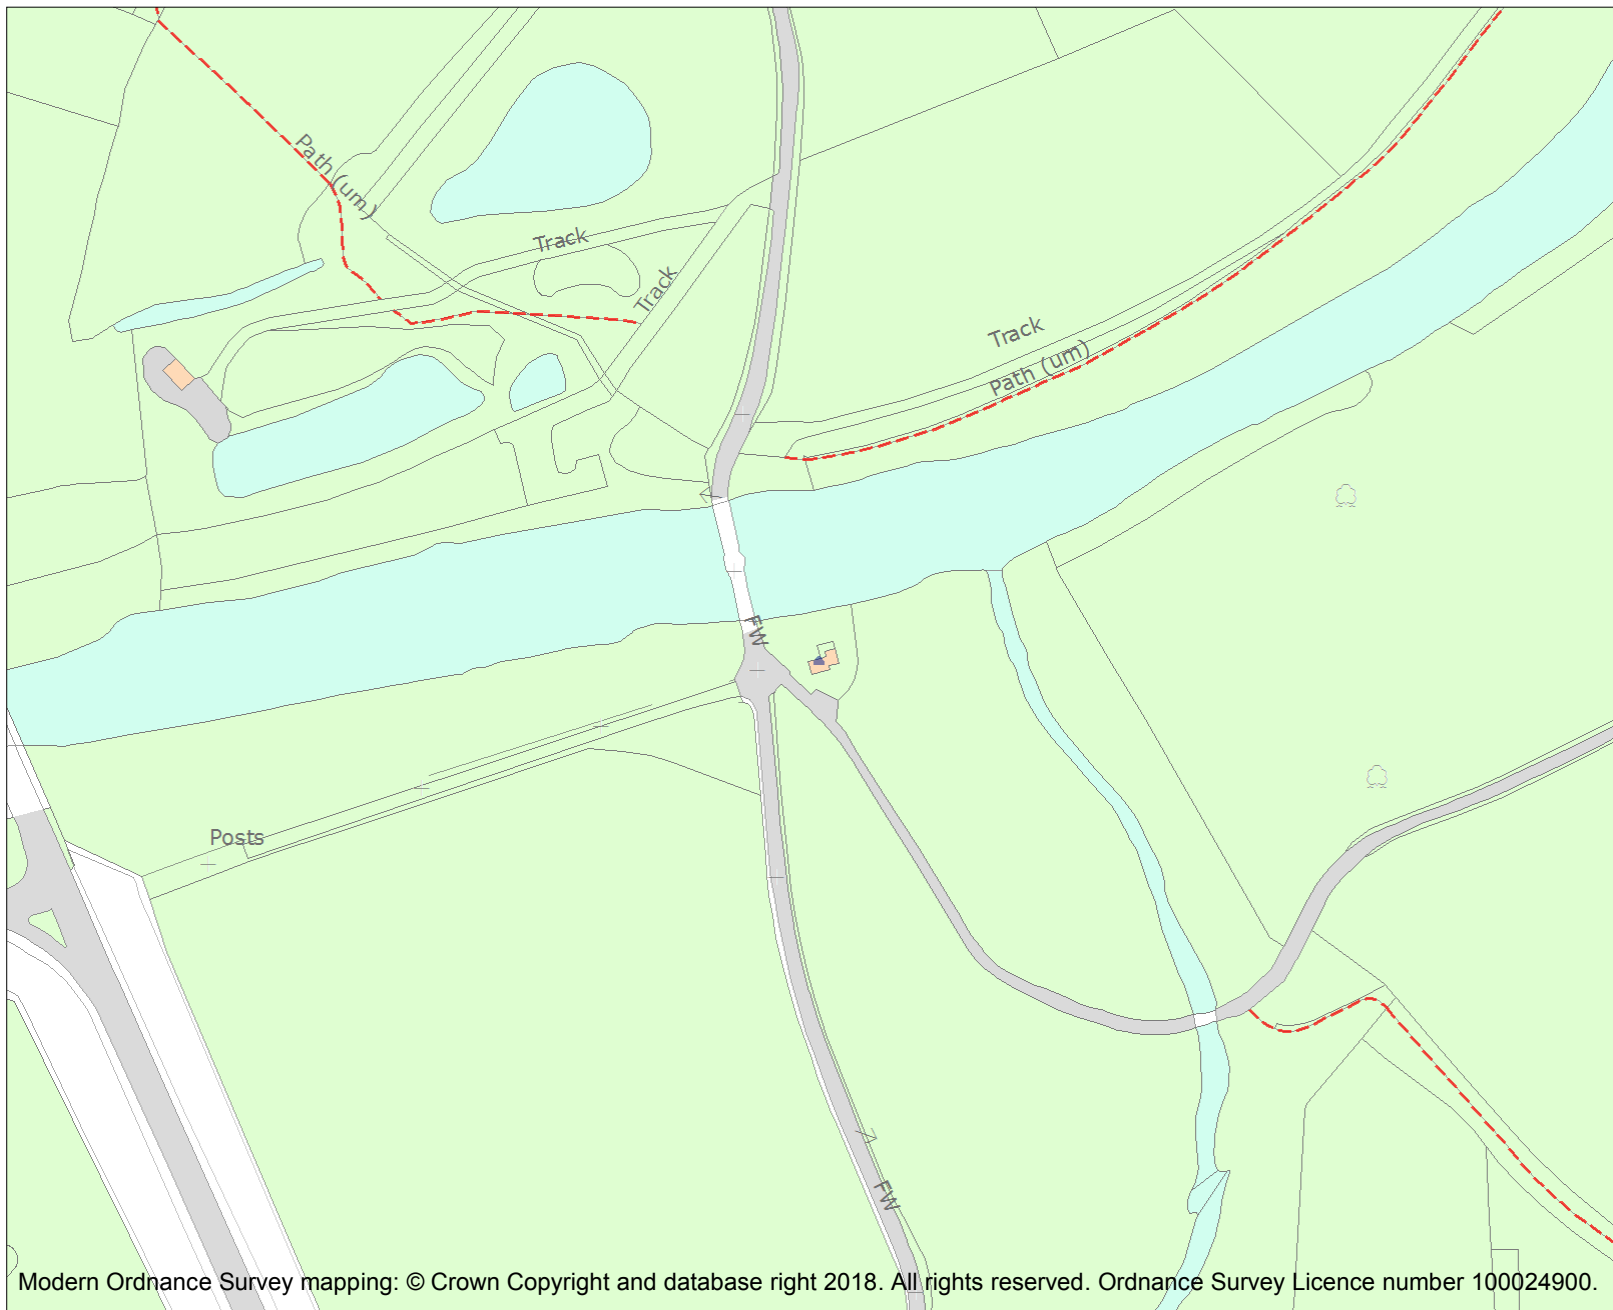 Path (um)
Track
Track
Track
Path (um)
FW
Posts
FW
Modern Ordnance Survey mapping: © Crown Copyright and database right 2018. All rights reserved. Ordnance Survey Licence number 100024900.